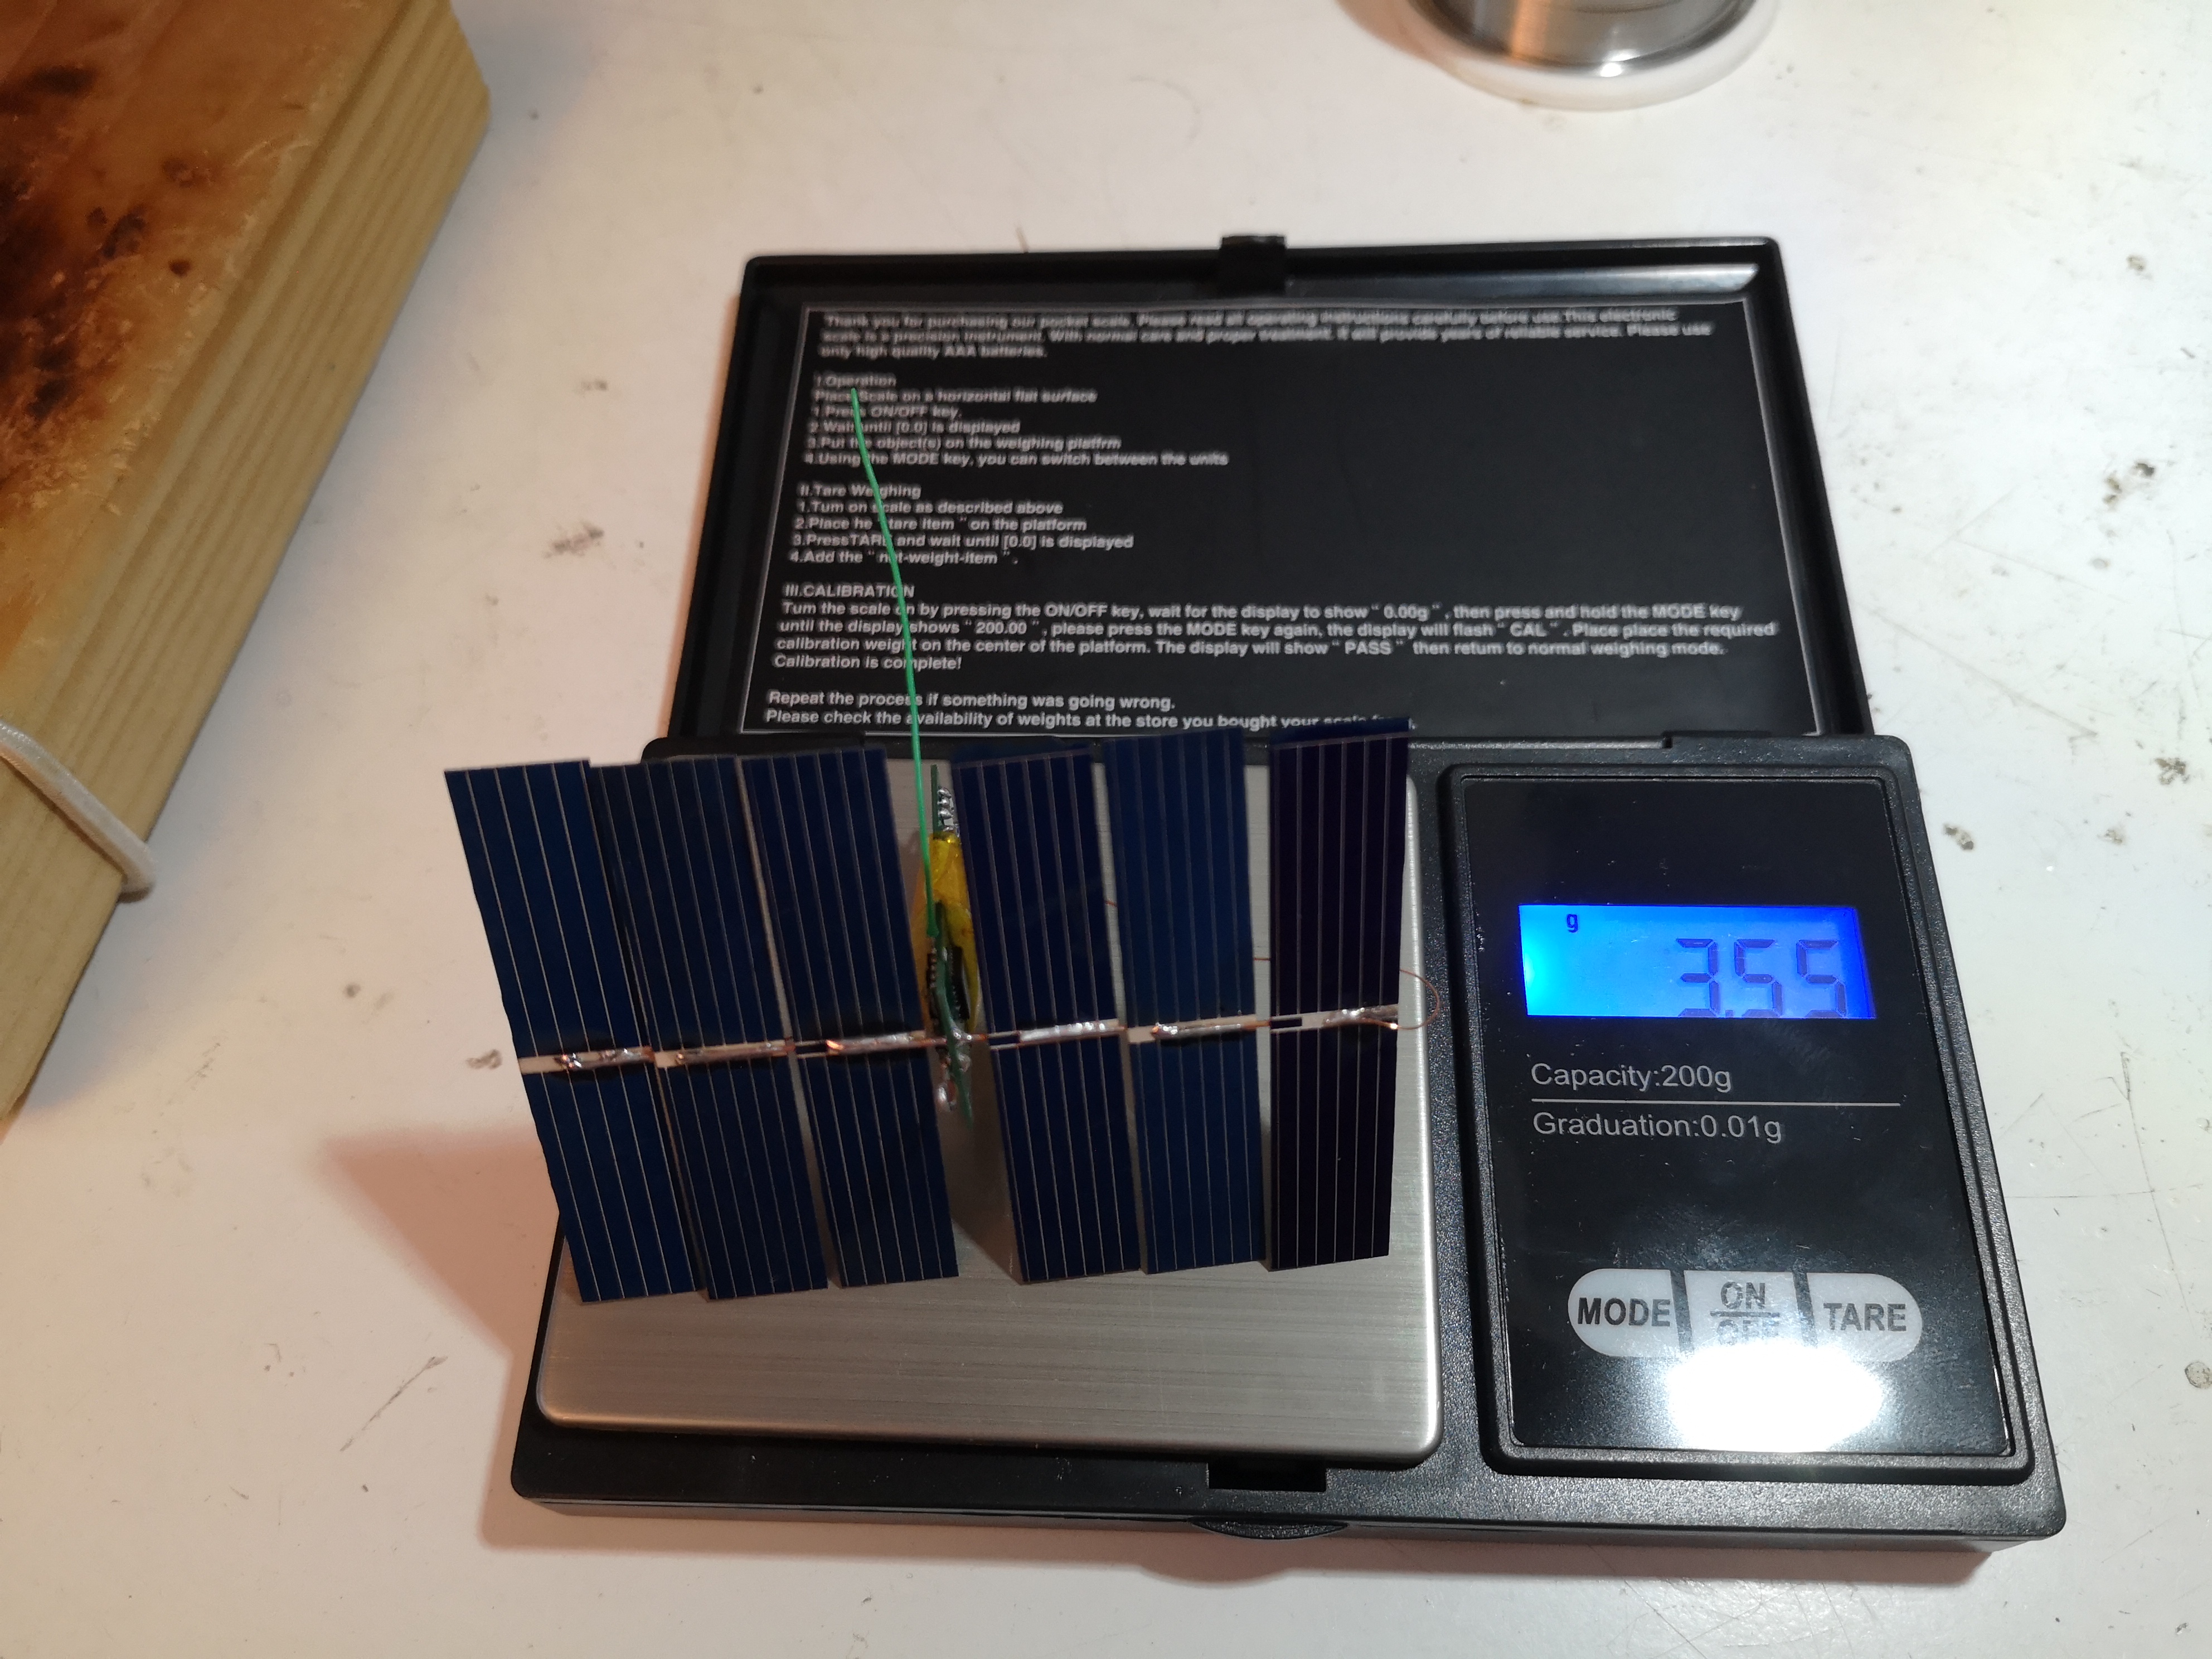 Thank you for purchasing our pocket scale. Please read all operating instructions carefully before use.This electronic
scale is a precision instrument. With normal care and proper treatment. it will provide years of reliable service. Please use
only high quality AAA batteries.
I.Operation
Place Scale on a horizontal flat surface
1.Press ON/OFF key.
2.Wait until [0.0] is displayed
3.Put the object(s) on the weighing platfrm
4.Using the MODE key, you can switch between the units
II.Tare Weighing
1.Turn on scale as described above
2.Place he "tare item" on the platform
3.PressTARE and wait until [0.0] is displayed
4.Add the "net-weight-item".
III.CALIBRATION
Turn the scale on by pressing the ON/OFF key, wait for the display to show "0.00g", then press and hold the MODE key
until the display shows "200.00", please press the MODE key again, the display will flash "CAL". Place place the required
calibration weight on the center of the platform. The display will show "PASS" then return to normal weighing mode.
Calibration is complete!
Repeat the process if something was going wrong.
Please check the availability of weights at the store you bought your scale from.
g
3.55
Capacity:200g
Graduation:0.01g
MODE
ON
OFF
TARE